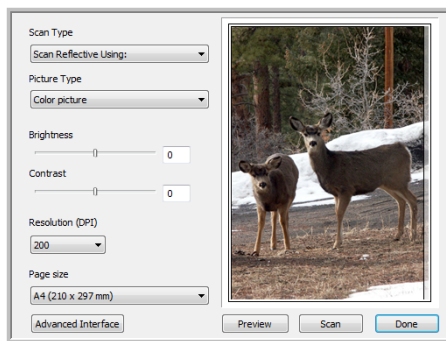 Scan Type
Scan Reflective Using:
Picture Type
Color picture
Brightness
0
Contrast
0
Resolution (DPI)
200
Page size
A4 (210 x 297 mm)
Advanced Interface
Preview
Scan
Done